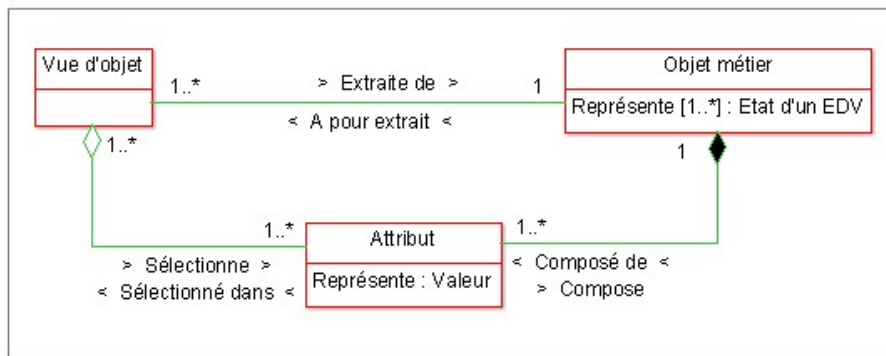 Vue d'objet
Objet métier
1..*
> Extraite de >
1
Représente [1..*] : Etat d'un EDV
< A pour extrait <
1..*
1
1..*
Attribut
1..*
> Sélectionne >
< Composé de <
< Sélectionné dans <
Représente : Valeur
> Compose